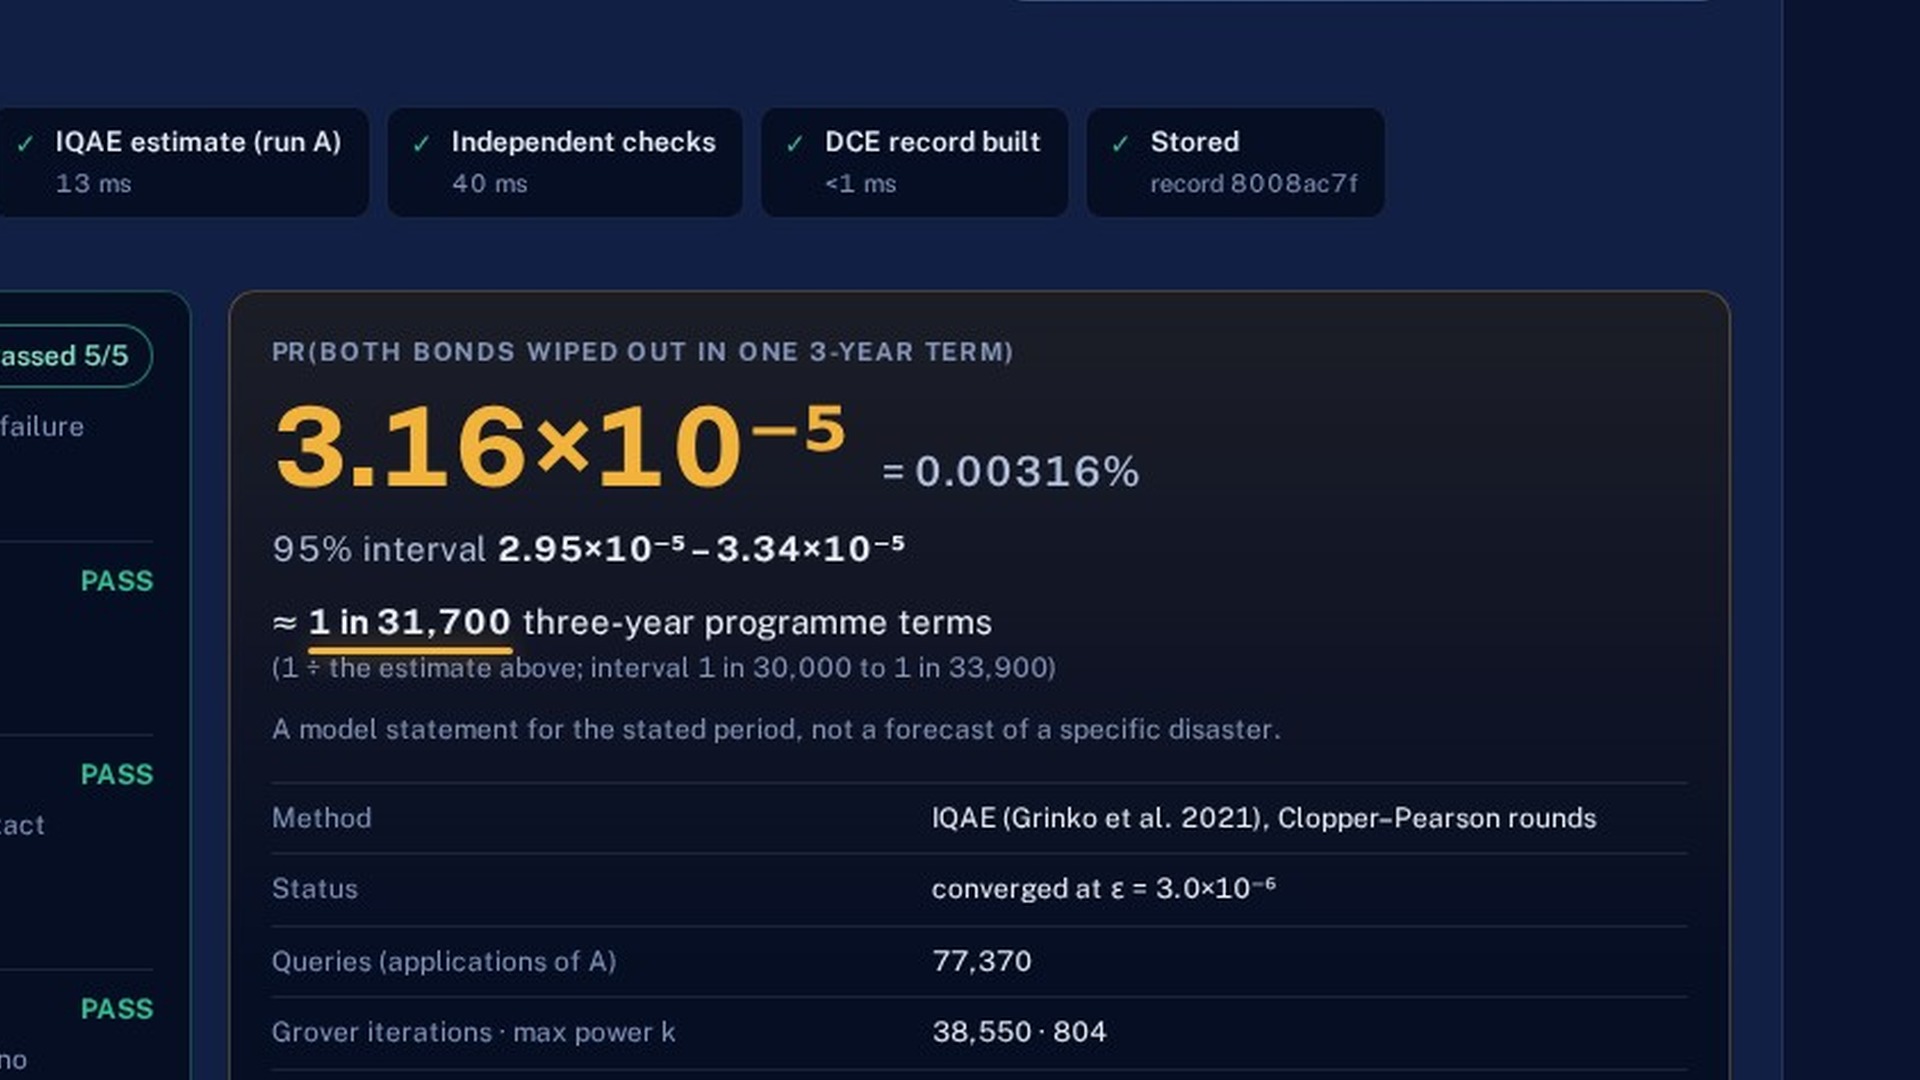 ✓ IQAE estimate (run A)
13 ms
✓ Independent checks
40 ms
✓ DCE record built
<1 ms
✓ Stored
record 8008ac7f
assed 5/5
failure
PASS
PASS
tact
PASS
no
PR(BOTH BONDS WIPED OUT IN ONE 3-YEAR TERM)
3.16×10⁻⁵ = 0.00316%
95% interval 2.95×10⁻⁵ – 3.34×10⁻⁵
≈ 1 in 31,700 three-year programme terms
(1 ÷ the estimate above; interval 1 in 30,000 to 1 in 33,900)
A model statement for the stated period, not a forecast of a specific disaster.
Method IQAE (Grinko et al. 2021), Clopper–Pearson rounds
Status converged at ε = 3.0×10⁻⁶
Queries (applications of A) 77,370
Grover iterations · max power k 38,550 · 804